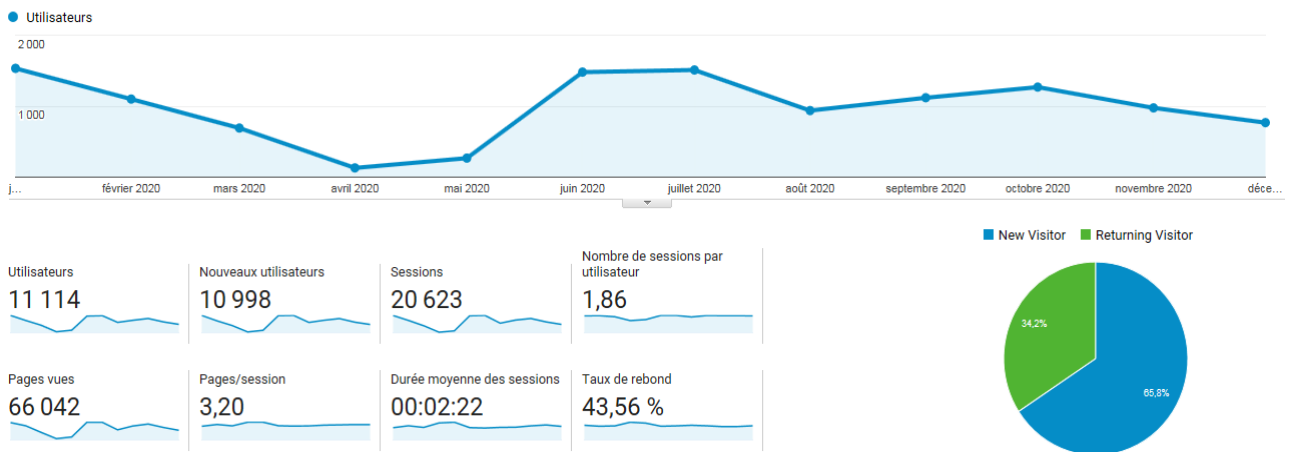 Utilisateurs
2 000
1 000
j... février 2020 mars 2020 avril 2020 mai 2020 juin 2020 juillet 2020 août 2020 septembre 2020 octobre 2020 novembre 2020 déce...
New Visitor Returning Visitor
Utilisateurs
11 114
Nouveaux utilisateurs
10 998
Sessions
20 623
Nombre de sessions par
utilisateur
1,86
Pages vues
66 042
Pages/session
3,20
Durée moyenne des sessions
00:02:22
Taux de rebond
43,56 %
34,2%
65,8%